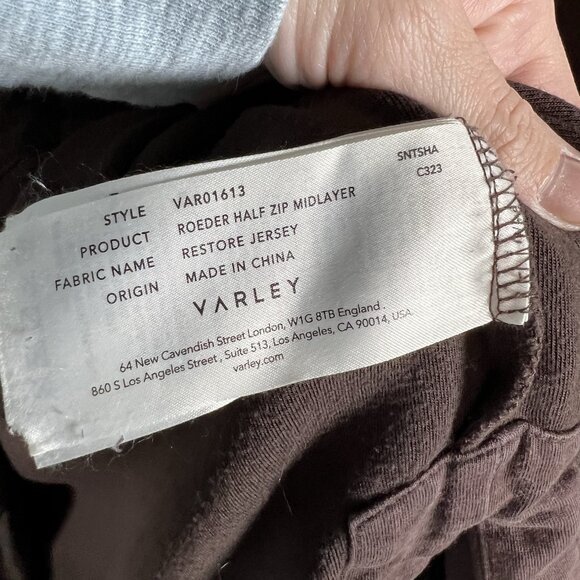 SNTSHA
C323
STYLE VAR01613
PRODUCT ROEDER HALF ZIP MIDLAYER
FABRIC NAME RESTORE JERSEY
ORIGIN MADE IN CHINA
VARLEY
64 New Cavendish Street London, W1G 8TB England.
860 S Los Angeles Street, Suite 513, Los Angeles, CA 90014, USA
varley.com